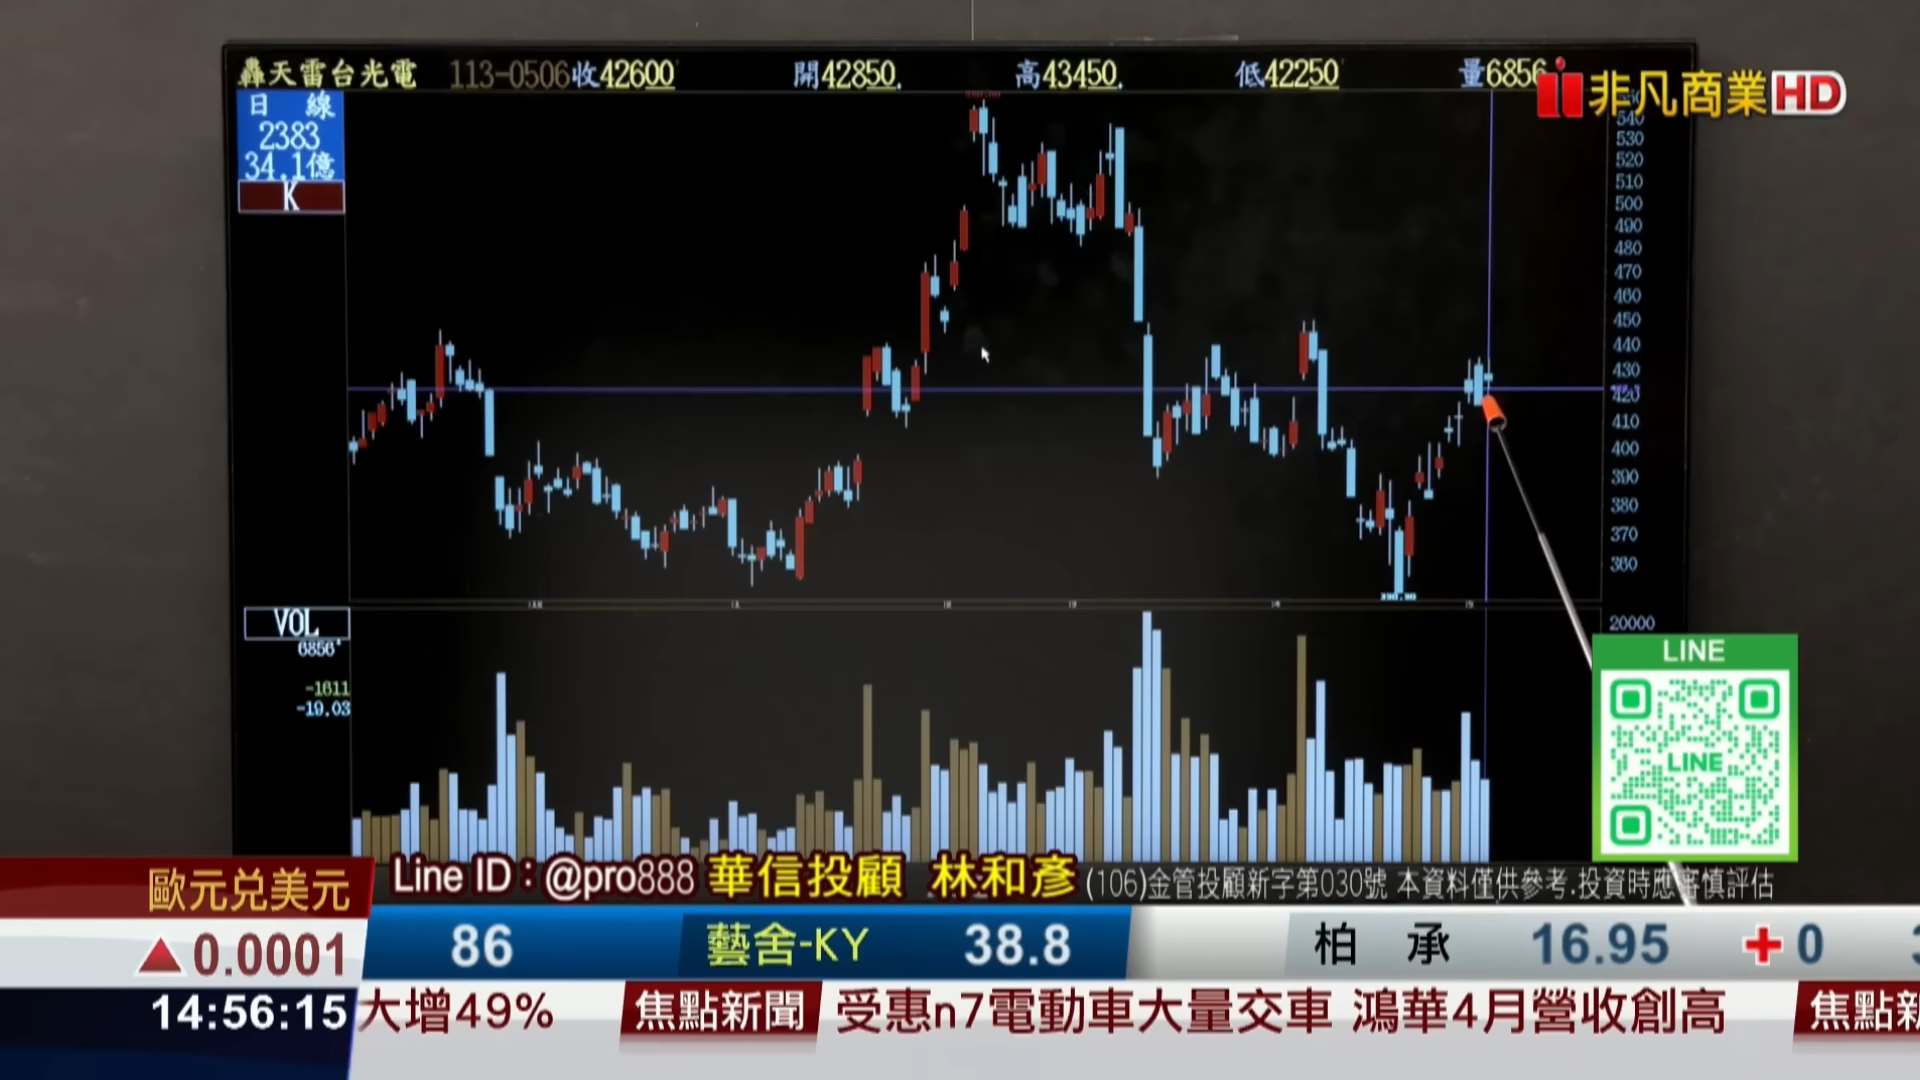 轟天雷台光電 113-0506收42600 開42850. 高43450. 低42250 量6856
非凡商業HD
日 線
2383
34.1億
K
540
530
520
510
500
490
480
470
460
450
440
430
420
410
400
390
380
370
360
VOL
6856
-1611
-19.03
20000
LINE
LINE
Line ID：@pro888 華信投顧 林和彥 (106)金管投顧新字第030號 本資料僅供參考.投資時應審慎評估
歐元兌美元
▲0.0001
86 藝舍-KY 38.8 柏 承 16.95 + 0
14:56:15
大增49% 焦點新聞 受惠n7電動車大量交車 鴻華4月營收創高 焦點新